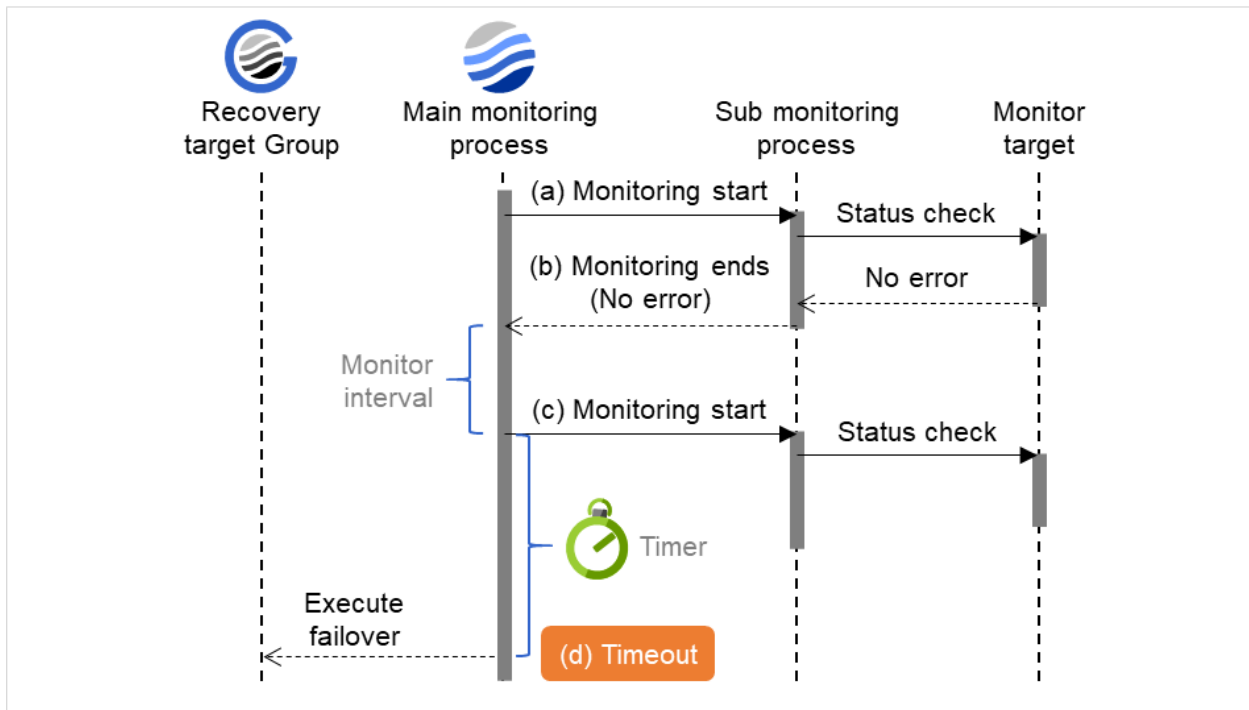 Recovery
target Group
Main monitoring
process
Sub monitoring
process
Monitor
target
(a) Monitoring start
Status check
(b) Monitoring ends
(No error)
No error
Monitor
interval
(c) Monitoring start
Status check
Timer
Execute
failover
(d) Timeout